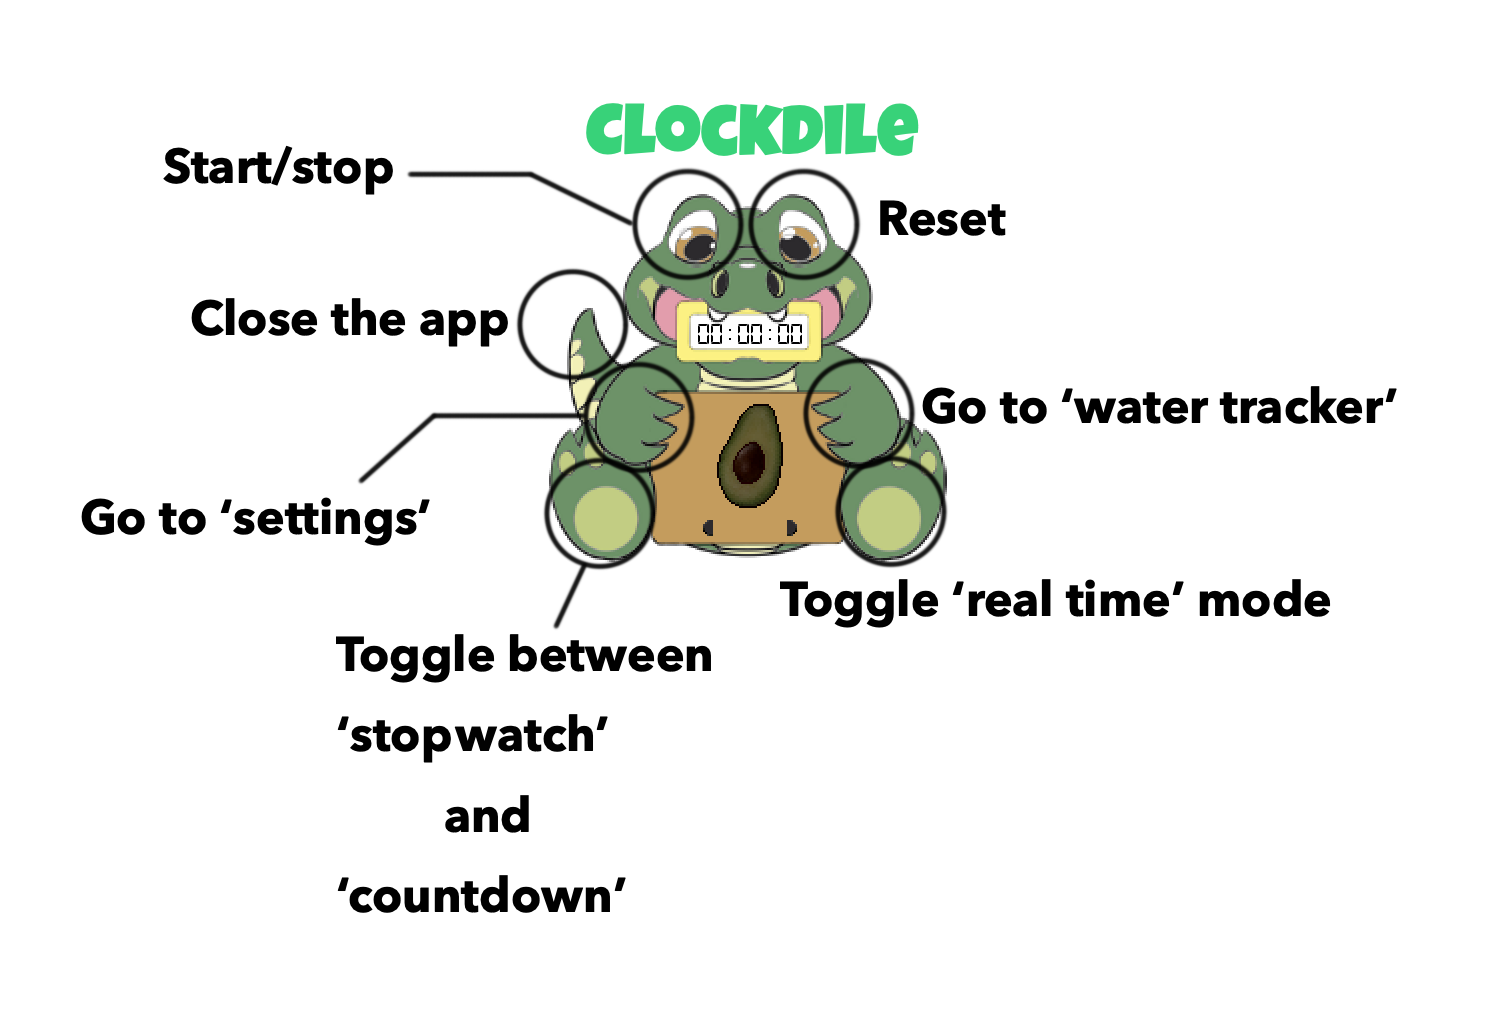 CLOCKDILE
Start/stop
Reset
Close the app
00:00:00
Go to ‘water tracker’
Go to ‘settings’
Toggle ‘real time’ mode
Toggle between
‘stopwatch’
and
‘countdown’